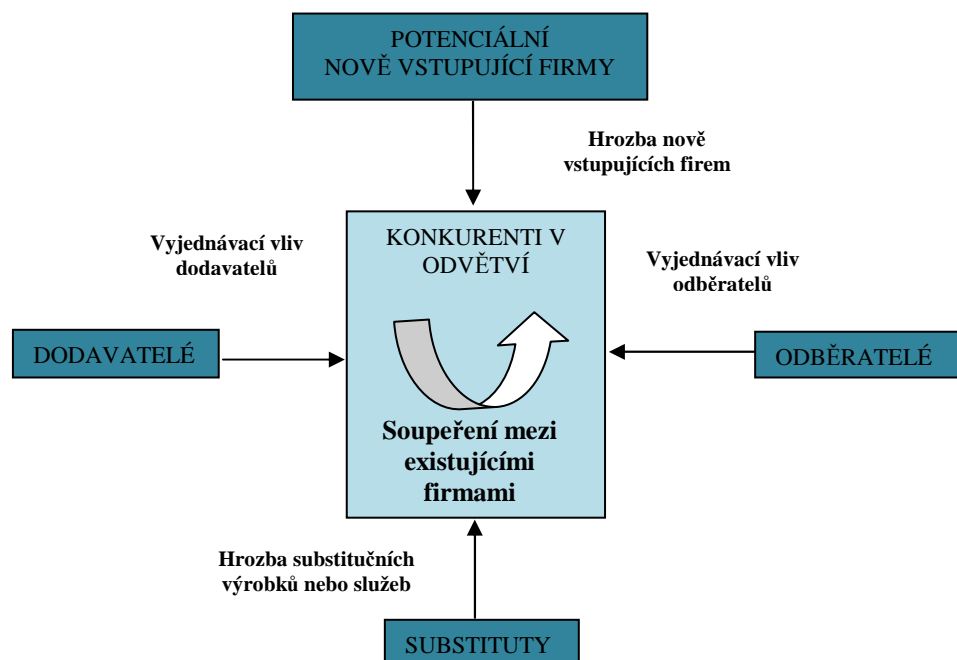 POTENCIÁLNÍ
NOVĚ VSTUPUJÍCÍ FIRMY
Hrozba nově
vstupujících firem
Vyjednávací vliv
dodavatelů
KONKURENTI V
ODVĚTVÍ
Vyjednávací vliv
odběratelů
DODAVATELÉ
ODBĚRATELÉ
Soupeření mezi
existujícími
firmami
Hrozba substitučních
výrobků nebo služeb
SUBSTITUTY